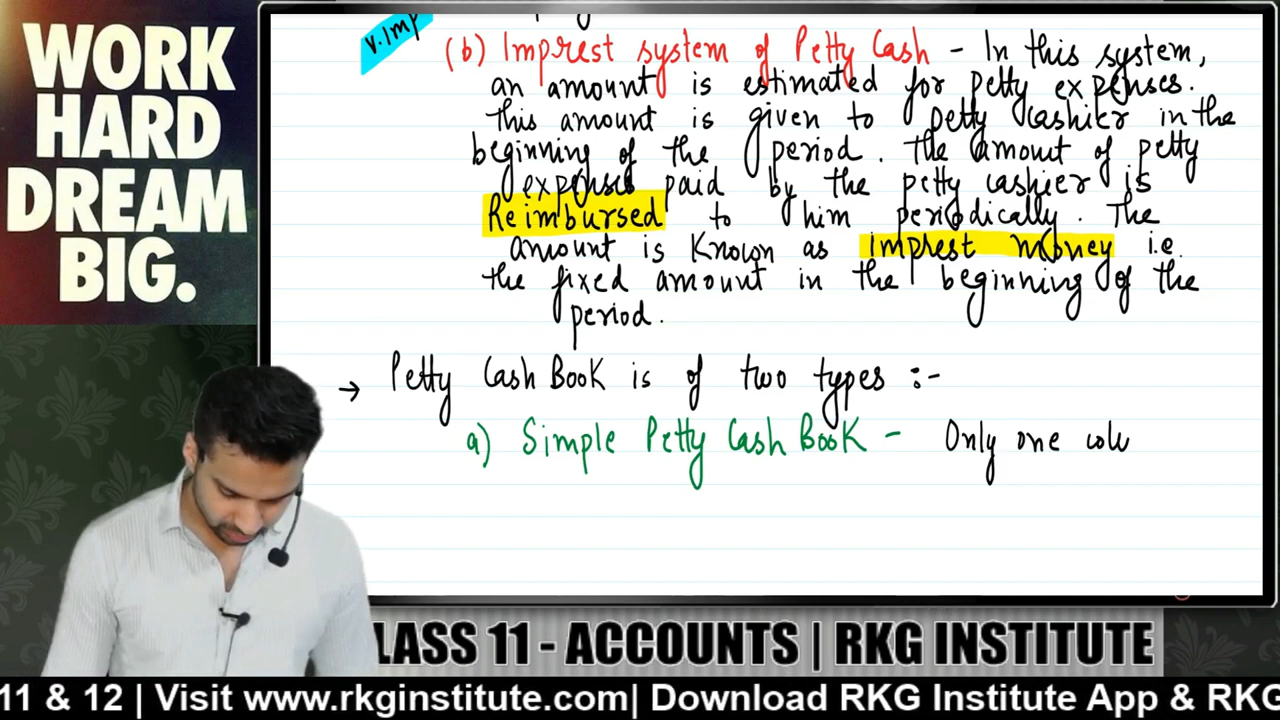 WORK
HARD
DREAM
BIG.
V.Imp
(b) Imprest system of Petty Cash - In this system,
an amount is estimated for petty expenses.
This amount is given to petty cashier in the
beginning of the period. The amount of petty
expenses paid by the petty cashier is
Reimbursed to him periodically. The
amount is known as imprest money i.e.
the fixed amount in the beginning of the
period.
→ Petty Cash Book is of two types :-
a) Simple Petty Cash Book - Only one colu
LASS 11 - ACCOUNTS | RKG INSTITUTE
11 & 12 | Visit www.rkginstitute.com| Download RKG Institute App & RKG